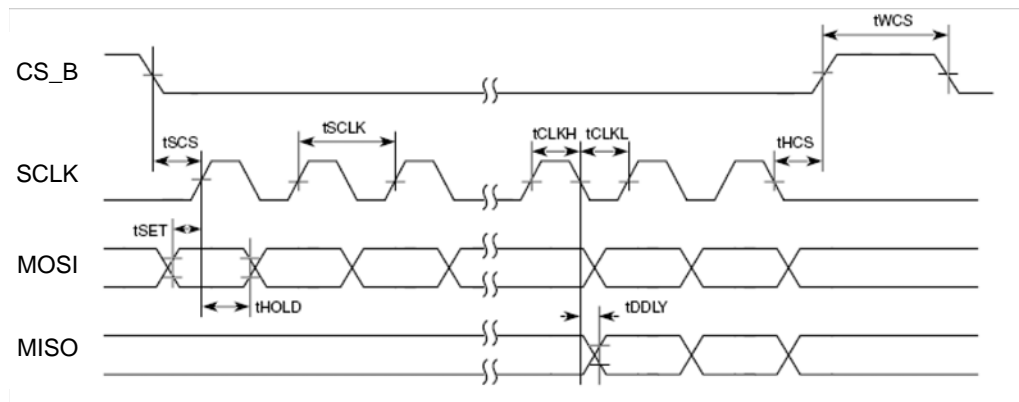 tWCS
CS_B
tSCS
tSCLK
tCLKH
tCLKL
tHCS
SCLK
tSET
MOSI
tHOLD
tDDLY
MISO